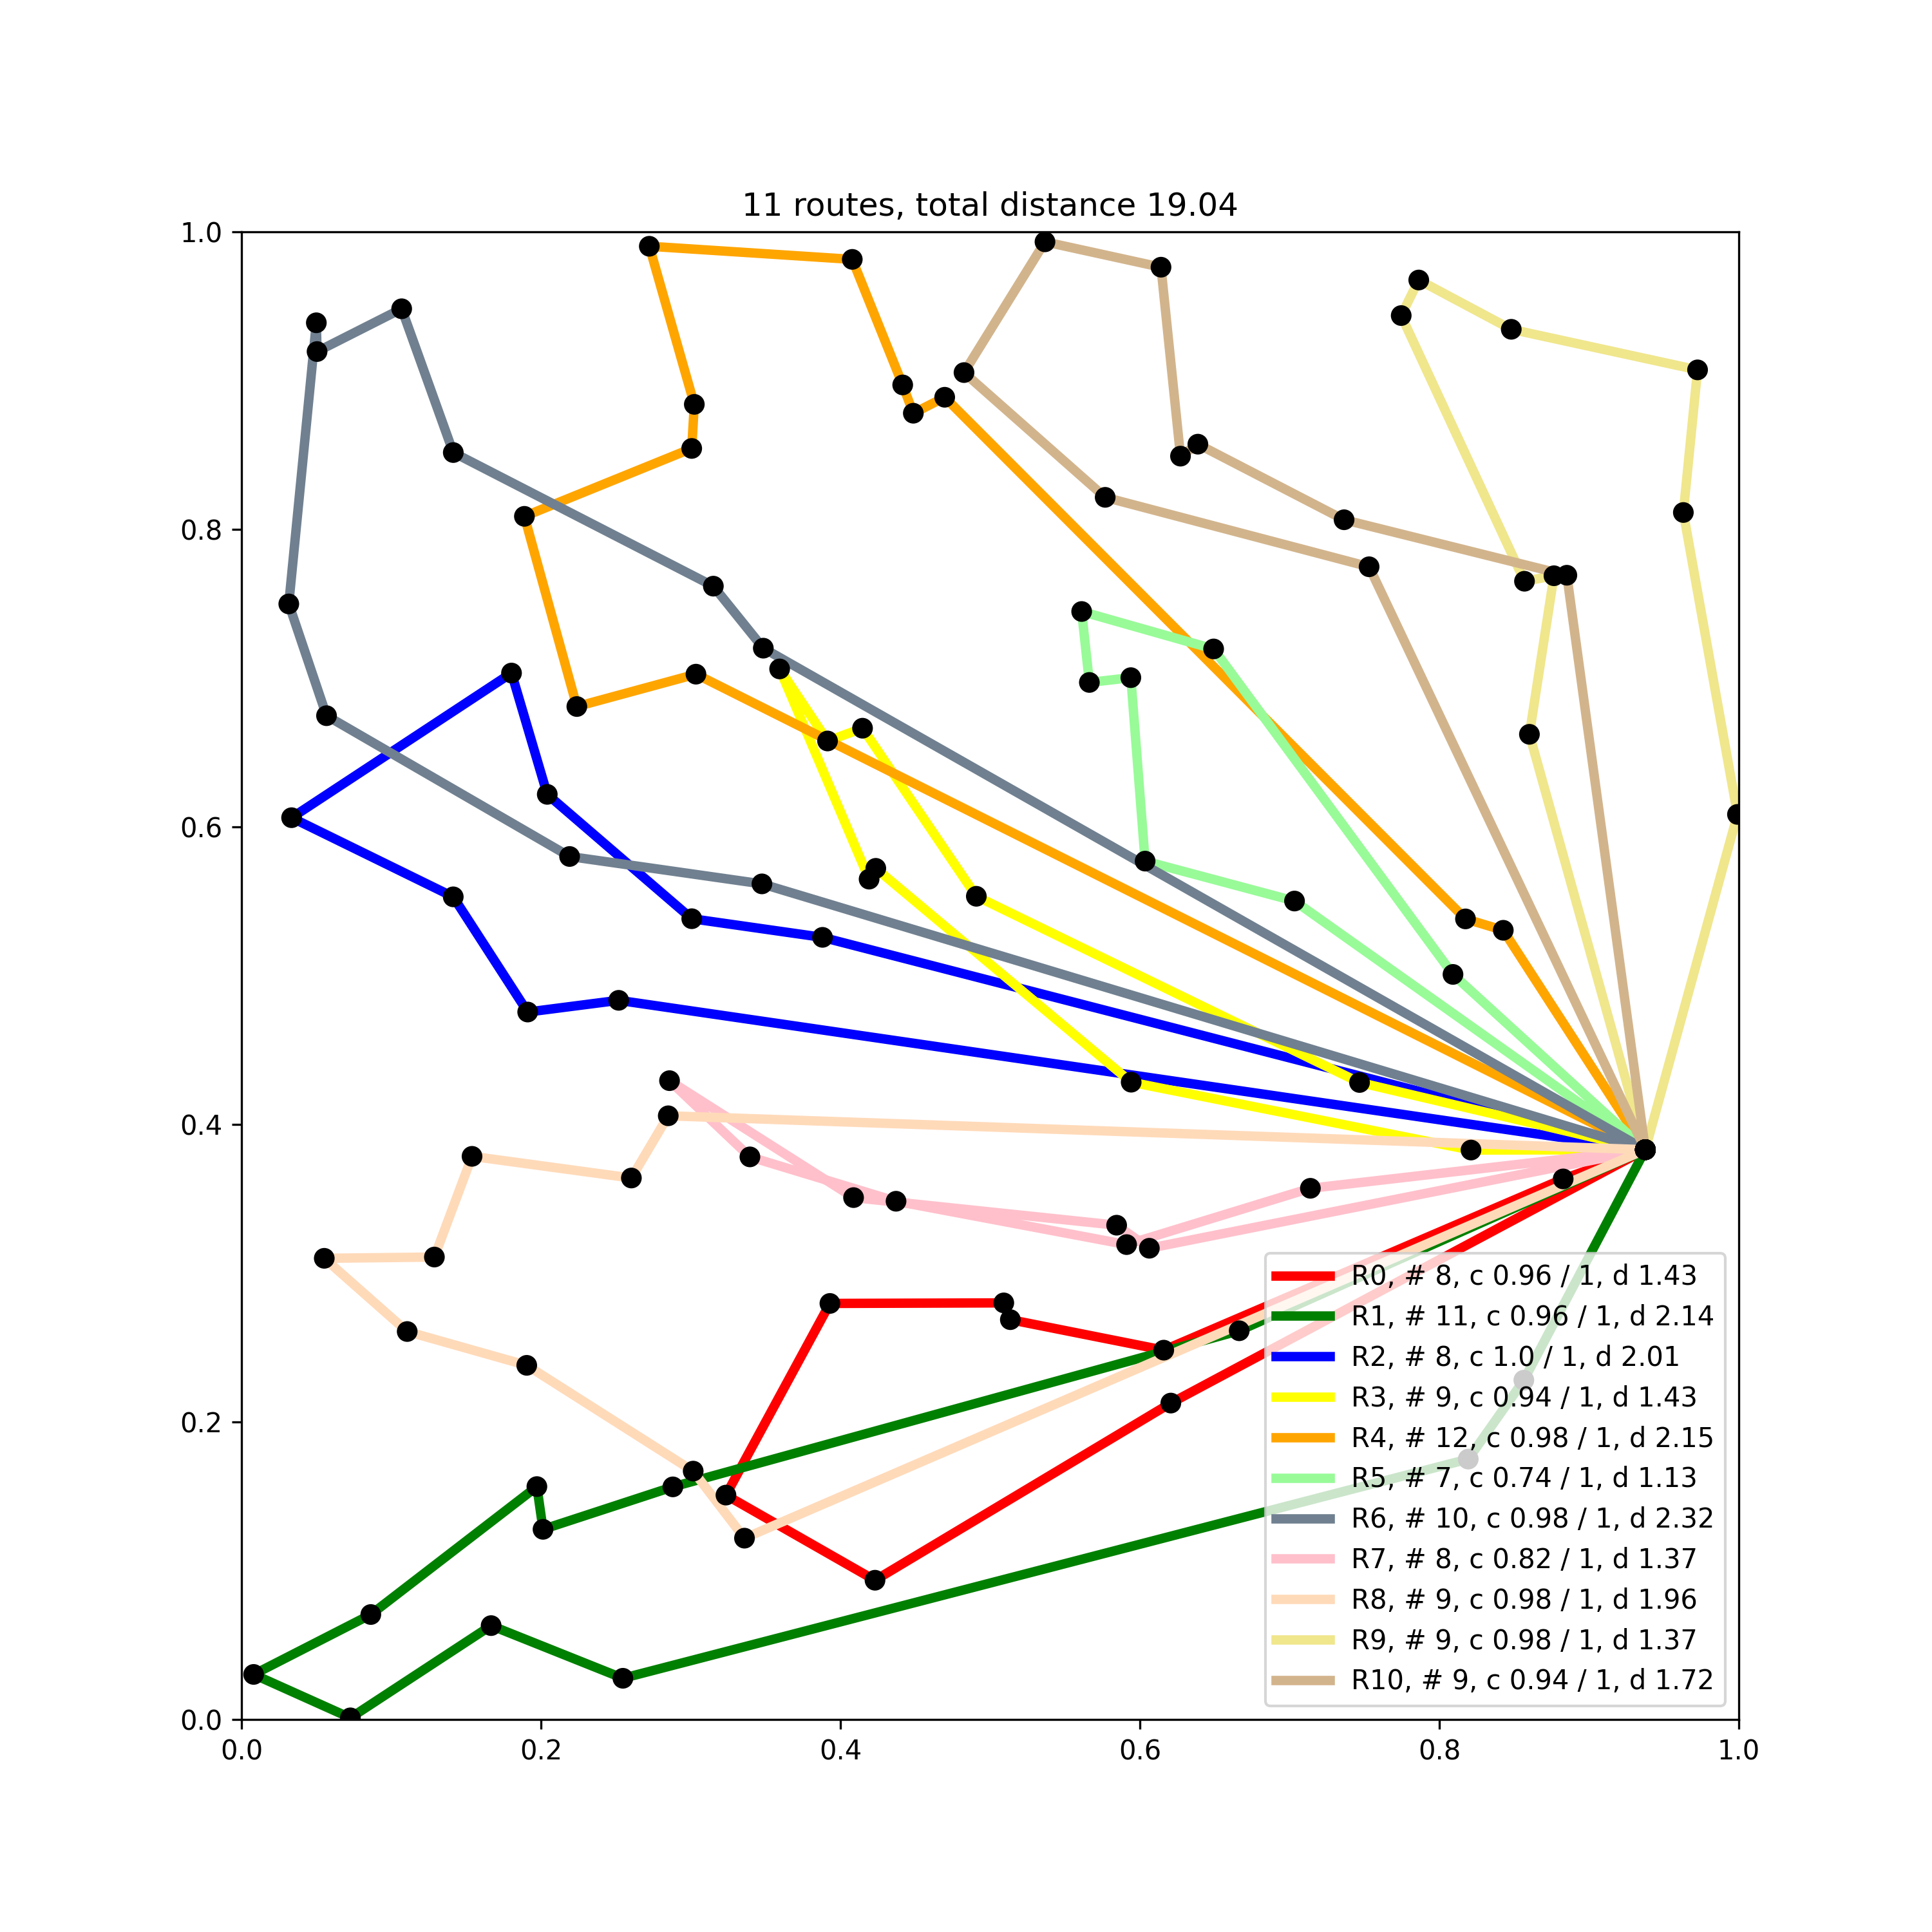 11 routes, total distance 19.04
1.0
0.8
0.6
0.4
0.2
0.0
R0, # 8, c 0.96 / 1, d 1.43
R1, # 11, c 0.96 / 1, d 2.14
R2, # 8, c 1.0 / 1, d 2.01
R3, # 9, c 0.94 / 1, d 1.43
R4, # 12, c 0.98 / 1, d 2.15
R5, # 7, c 0.74 / 1, d 1.13
R6, # 10, c 0.98 / 1, d 2.32
R7, # 8, c 0.82 / 1, d 1.37
R8, # 9, c 0.98 / 1, d 1.96
R9, # 9, c 0.98 / 1, d 1.37
R10, # 9, c 0.94 / 1, d 1.72
0.0 0.2 0.4 0.6 0.8 1.0